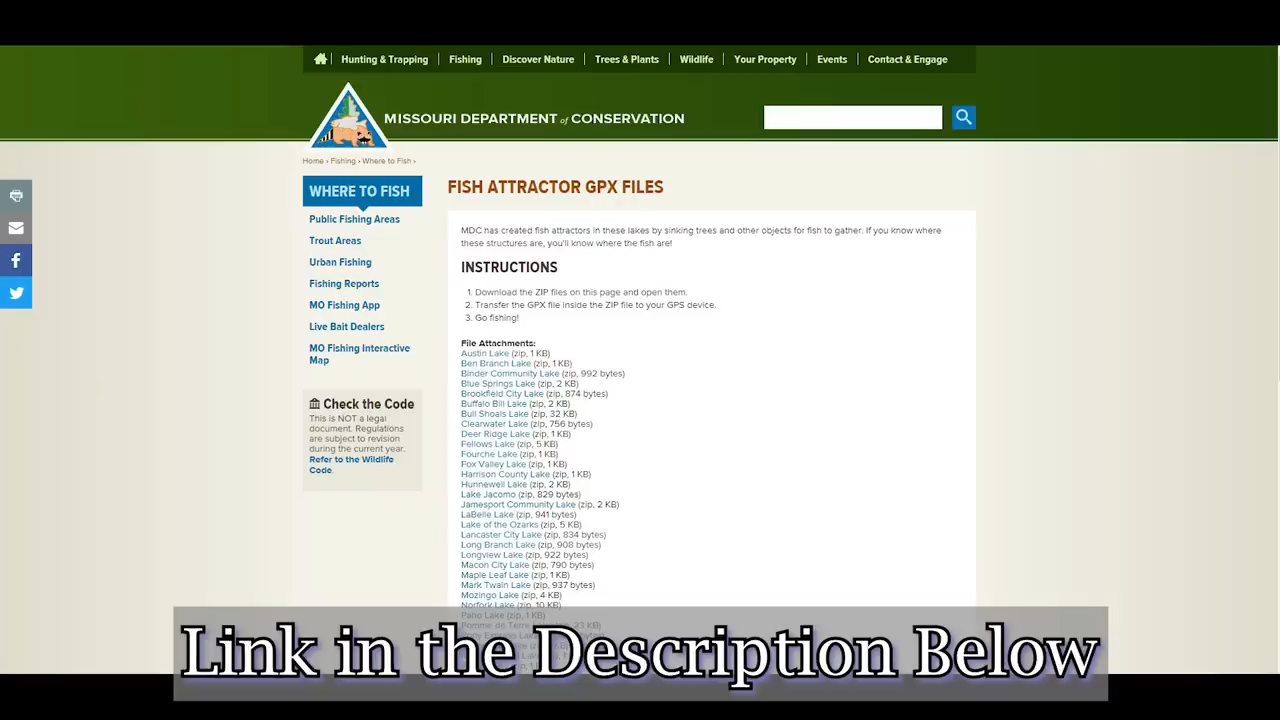 Hunting & Trapping Fishing Discover Nature Trees & Plants Wildlife Your Property Events Contact & Engage
MISSOURI DEPARTMENT of CONSERVATION
Home › Fishing › Where to Fish ›
WHERE TO FISH
Public Fishing Areas
Trout Areas
Urban Fishing
Fishing Reports
MO Fishing App
Live Bait Dealers
MO Fishing Interactive
Map
Check the Code
This is NOT a legal
document. Regulations
are subject to revision
during the current year.
Refer to the Wildlife
Code.
FISH ATTRACTOR GPX FILES
MDC has created fish attractors in these lakes by sinking trees and other objects for fish to gather. If you know where
these structures are, you'll know where the fish are!
INSTRUCTIONS
1. Download the ZIP files on this page and open them.
2. Transfer the GPX file inside the ZIP file to your GPS device.
3. Go fishing!
File Attachments:
Austin Lake (zip, 1 KB)
Ben Branch Lake (zip, 1 KB)
Binder Community Lake (zip, 992 bytes)
Blue Springs Lake (zip, 2 KB)
Brookfield City Lake (zip, 874 bytes)
Buffalo Bill Lake (zip, 2 KB)
Bull Shoals Lake (zip, 32 KB)
Clearwater Lake (zip, 756 bytes)
Deer Ridge Lake (zip, 1 KB)
Fellows Lake (zip, 5 KB)
Fourche Lake (zip, 1 KB)
Fox Valley Lake (zip, 1 KB)
Harrison County Lake (zip, 1 KB)
Hunnewell Lake (zip, 2 KB)
Lake Jacomo (zip, 829 bytes)
Jamesport Community Lake (zip, 2 KB)
LaBelle Lake (zip, 941 bytes)
Lake of the Ozarks (zip, 5 KB)
Lancaster City Lake (zip, 834 bytes)
Long Branch Lake (zip, 908 bytes)
Longview Lake (zip, 922 bytes)
Macon City Lake (zip, 790 bytes)
Maple Leaf Lake (zip, 1 KB)
Mark Twain Lake (zip, 937 bytes)
Mozingo Lake (zip, 4 KB)
Norfork Lake (zip, 10 KB)
Paho Lake (zip, 1 KB)
Pomme de Terre 23 KB)
Link in the Description Below